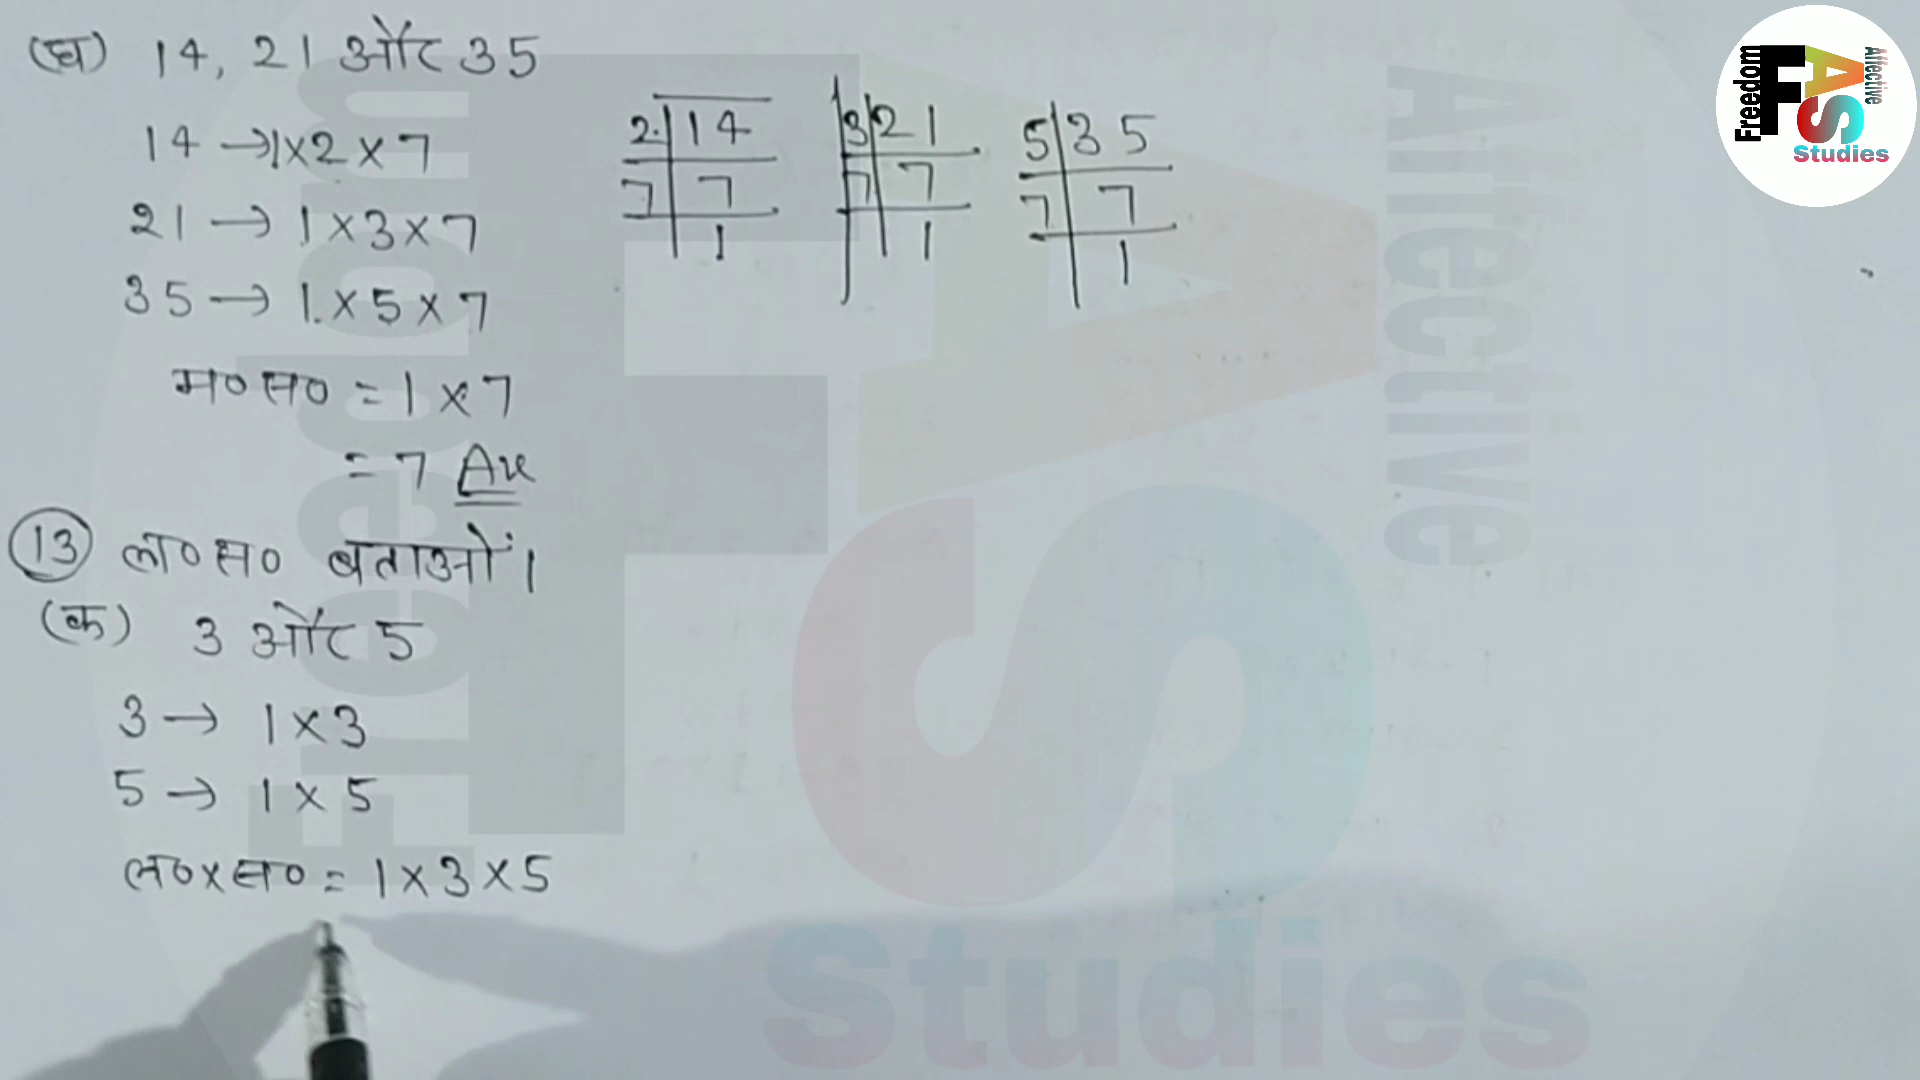 (घ) 14, 21 और 35
14 → 1 × 2 × 7
21 → 1 × 3 × 7
35 → 1 × 5 × 7
2 14
7 7
1
3 21
7 7
1
5 35
7 7
1
म० स० = 1 × 7
= 7 Ans
13 ल० स० बताओं।
(क) 3 और 5
3 → 1 × 3
5 → 1 × 5
ल० × स० = 1 × 3 × 5
Freedom
F
AS
Affective
Studies
Freedom
F
AS
Affective
Studies